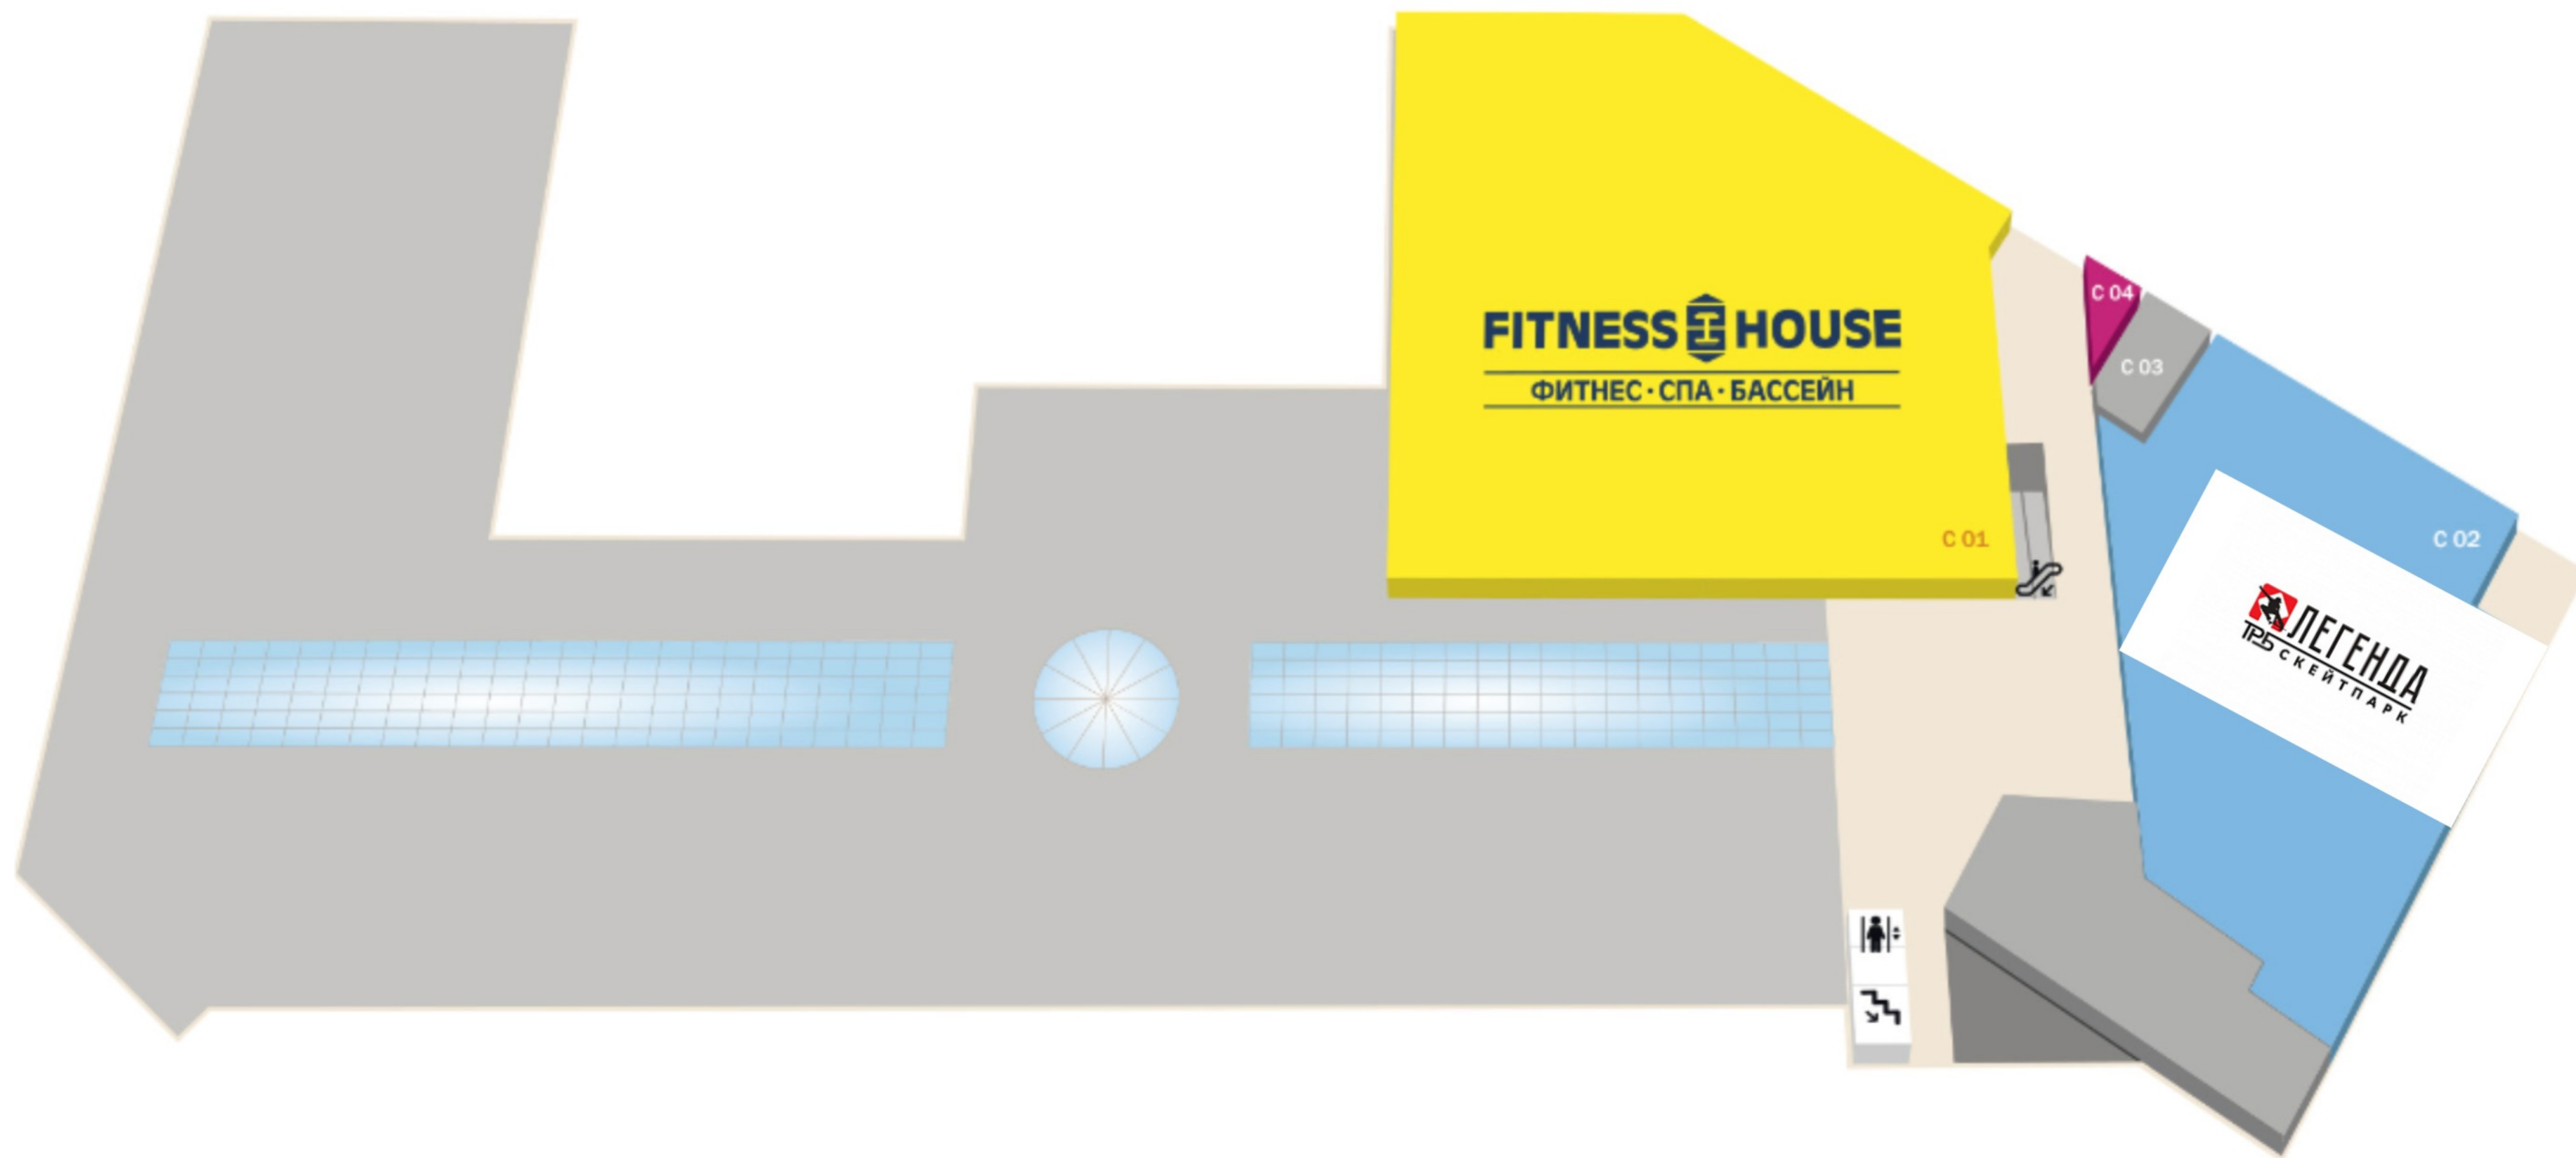 FITNESS HOUSE
ФИТНЕС · СПА · БАССЕЙН
C 01
C 04
C 03
C 02
ЛЕГЕНДА
СКЕЙТПАРК